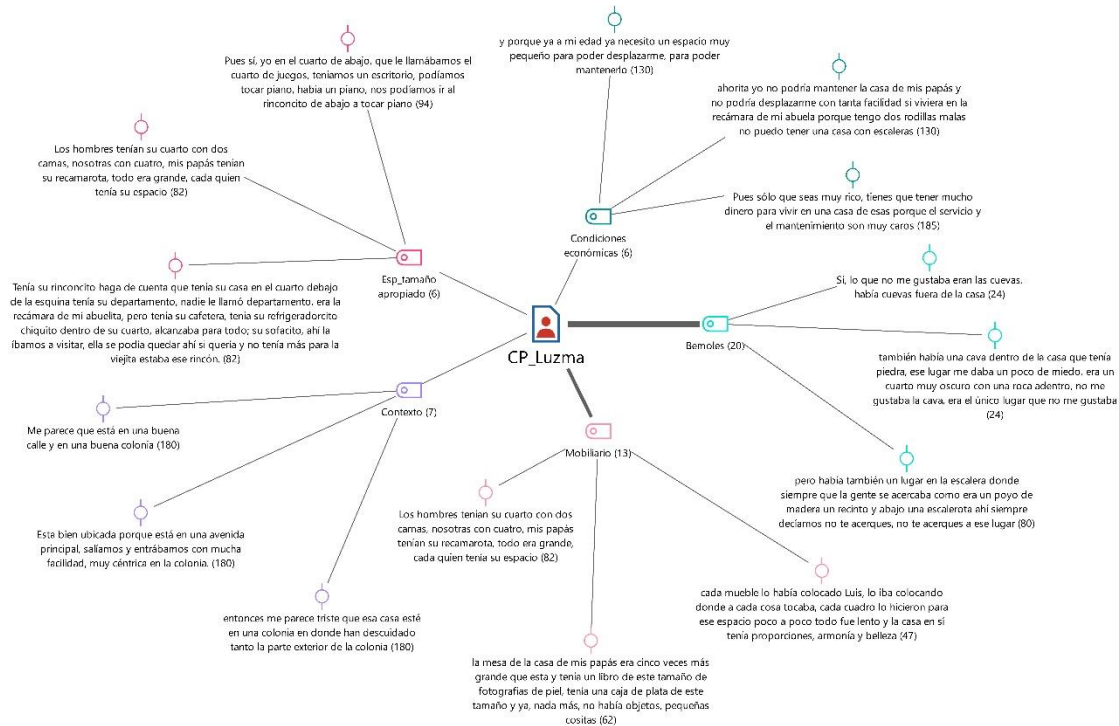 Pues sí, yo en el cuarto de abajo, que le llamábamos el
cuarto de juegos, teníamos un escritorio, podíamos
tocar piano, había un piano, nos podíamos ir al
rinconcito de abajo a tocar piano (94)
y porque ya a mi edad ya necesito un espacio muy
pequeño para poder desplazarme, para poder
mantenerlo (130)
ahorita yo no podría mantener la casa de mis papás y
no podría desplazarme con tanta facilidad si viviera en la
recámara de mi abuela porque tengo dos rodillas malas
no puedo tener una casa con escaleras (130)
Los hombres tenían su cuarto con dos
camas, nosotras con cuatro, mis papás tenían
su recamarota, todo era grande, cada quien
tenía su espacio (82)
Pues sólo que seas muy rico, tienes que tener mucho
dinero para vivir en una casa de esas porque el servicio y
el mantenimiento son muy caros (185)
Condiciones
económicas (6)
Esp_tamaño
apropiado (6)
Tenía su rinconcito haga de cuenta que tenía su casa en el cuarto debajo
de la esquina tenía su departamento, nadie le llamó departamento, era la
recámara de mi abuelita, pero tenía su cafetera, tenía su refrigeradorcito
chiquito dentro de su cuarto, alcanzaba para todo; su sofacito, ahí la
íbamos a visitar, ella se podía quedar ahí si quería y no tenía más para la
viejita estaba ese rincón. (82)
Si, lo que no me gustaba eran las cuevas.
había cuevas fuera de la casa (24)
CP_Luzma
Bemoles (20)
también había una cava dentro de la casa que tenía
piedra, ese lugar me daba un poco de miedo. era un
cuarto muy oscuro con una roca adentro, no me
gustaba la cava, era el único lugar que no me gustaba
(24)
Contexto (7)
Me parece que está en una buena
calle y en una buena colonia (180)
Mobiliario (13)
pero había también un lugar en la escalera donde
siempre que la gente se acercaba como era un poyo de
madera un recinto y abajo una escalerota ahí siempre
decíamos no te acerques, no te acerques a ese lugar (80)
Los hombres tenían su cuarto con dos
camas, nosotras con cuatro, mis papás
tenían su recamarota, todo era grande,
cada quien tenía su espacio (82)
Esta bien ubicada porque está en una avenida
principal, salíamos y entrábamos con mucha
facilidad, muy céntrica en la colonia. (180)
cada mueble lo había colocado Luis, lo iba colocando
donde a cada cosa tocaba, cada cuadro lo hicieron para
ese espacio poco a poco todo fue lento y la casa en sí
tenía proporciones, armonía y belleza (47)
entonces me parece triste que esa casa esté
en una colonia en donde han descuidado
tanto la parte exterior de la colonia (180)
la mesa de la casa de mis papás era cinco veces más
grande que esta y tenía un libro de este tamaño de
fotografías de piel, tenía una caja de plata de este
tamaño y ya, nada más, no había objetos, pequeñas
cositas (62)